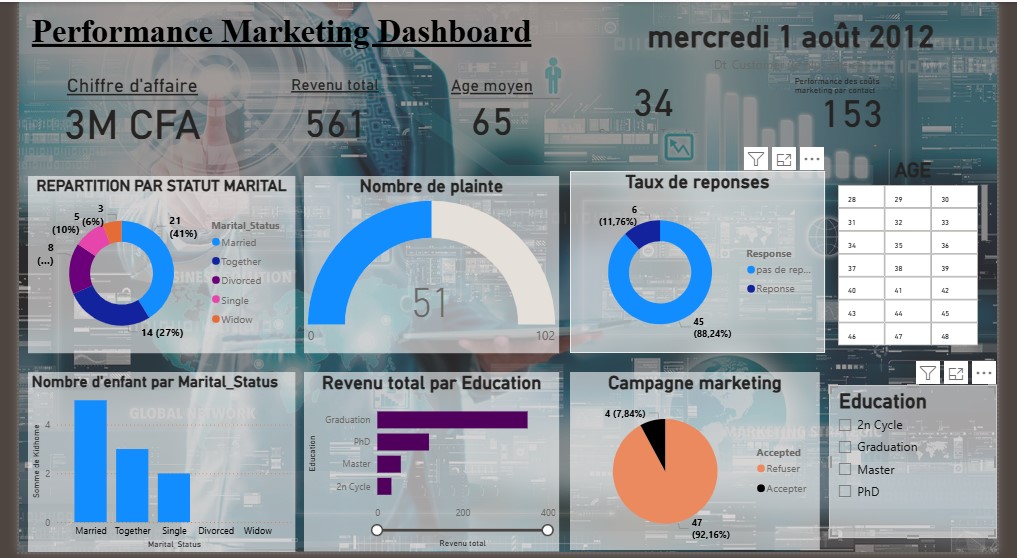 Performance Marketing Dashboard
mercredi 1 août 2012
Chiffre d'affaire
3M CFA
Revenu total
561
Age moyen
65
34
Performance des coûts
marketing par contact
153
REPARTITION PAR STATUT MARITAL
3
(6%)
5
(10%)
8
(...)
21
(41%)
14 (27%)
Marital_Status
Married
Together
Divorced
Single
Widow
Nombre de plainte
51
0
102
Taux de reponses
6
(11,76%)
45
(88,24%)
Response
pas de rep...
Reponse
AGE
28 29 30
31 32 33
34 35 36
37 38 39
40 41 42
43 44 45
46 47 48
Nombre d'enfant par Marital_Status
Somme de Kidhome
4
2
0
Married Together Single Divorced Widow
Marital_Status
GLOBAL NETWORK
Revenu total par Education
Education
Graduation
PhD
Master
2n Cycle
0 200 400
Revenu total
Campagne marketing
4 (7,84%)
47
(92,16%)
Accepted
Refuser
Accepter
Education
2n Cycle
Graduation
Master
PhD